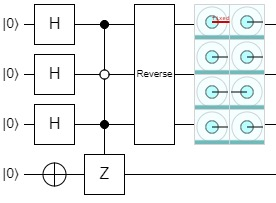 |0⟩ H
|0⟩ H Reverse
|0⟩ H
|0⟩ Z